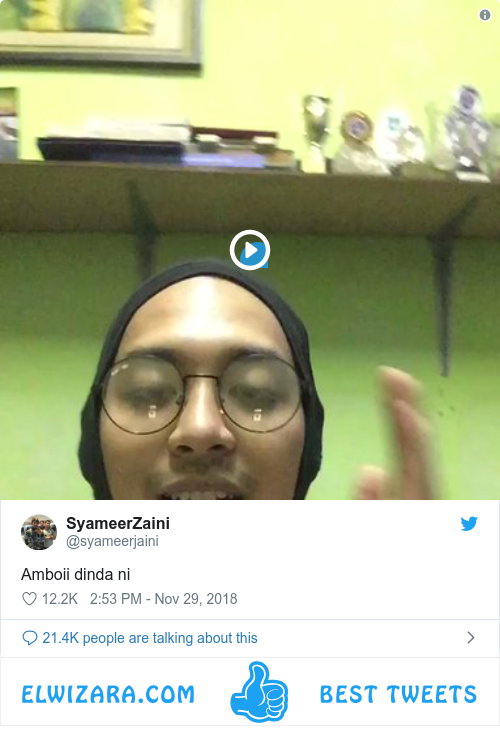 SyameerZaini
@syameerjaini
Amboii dinda ni
12.2K 2:53 PM - Nov 29, 2018
21.4K people are talking about this
ELWIZARA.COM BEST TWEETS